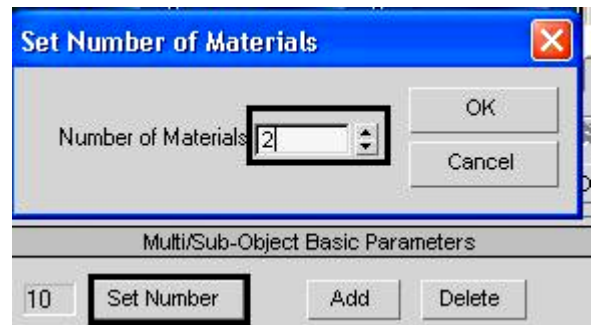 Set Number of Materials
OK
Number of Materials 2
Cancel
Multi/Sub-Object Basic Parameters
10 Set Number Add Delete